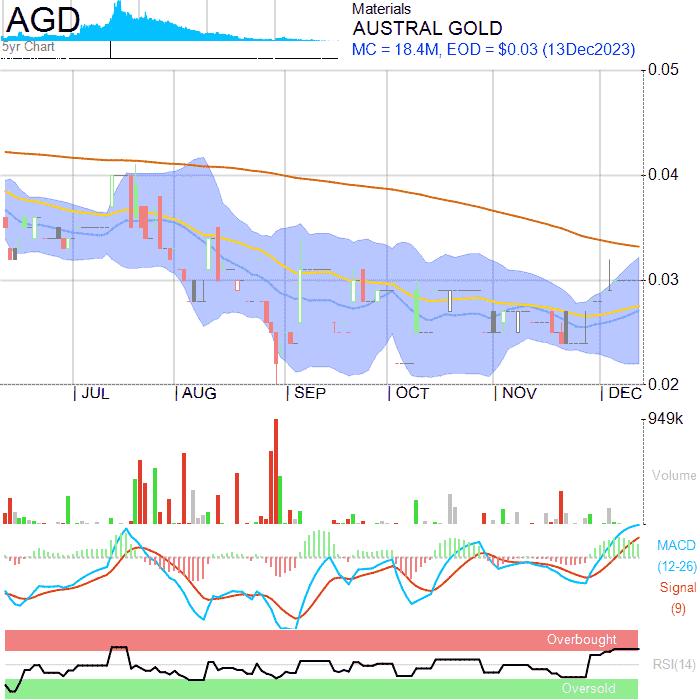 AGD
5yr Chart
Materials
AUSTRAL GOLD
MC = 18.4M, EOD = $0.03 (13Dec2023)
0.05
0.04
0.03
0.02
JUL AUG SEP OCT NOV DEC
949k
Volume
MACD
(12-26)
Signal
(9)
Overbought
RSI(14)
Oversold